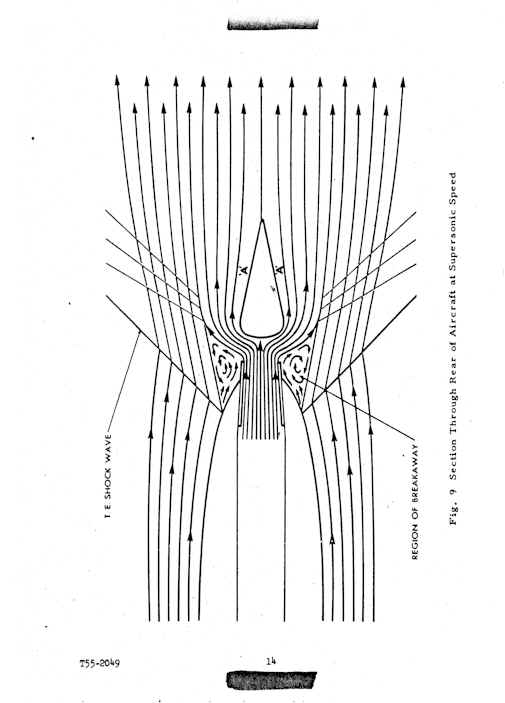 "A"
"A"
T E SHOCK WAVE
REGION OF BREAKAWAY
Fig. 9 Section Through Rear of Aircraft at Supersonic Speed
T55-2049
14